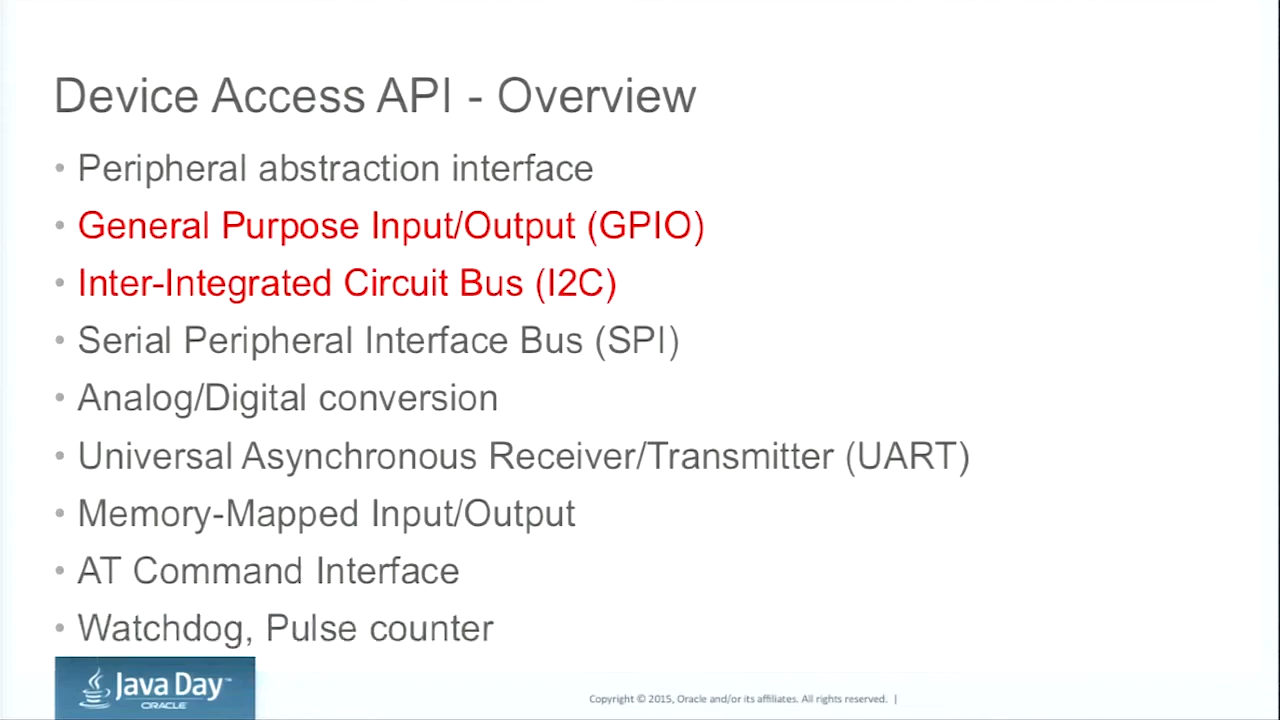 Device Access API - Overview
• Peripheral abstraction interface
• General Purpose Input/Output (GPIO)
• Inter-Integrated Circuit Bus (I2C)
• Serial Peripheral Interface Bus (SPI)
• Analog/Digital conversion
• Universal Asynchronous Receiver/Transmitter (UART)
• Memory-Mapped Input/Output
• AT Command Interface
• Watchdog, Pulse counter
Java Day™
ORACLE
Copyright © 2015, Oracle and/or its affiliates. All rights reserved. |